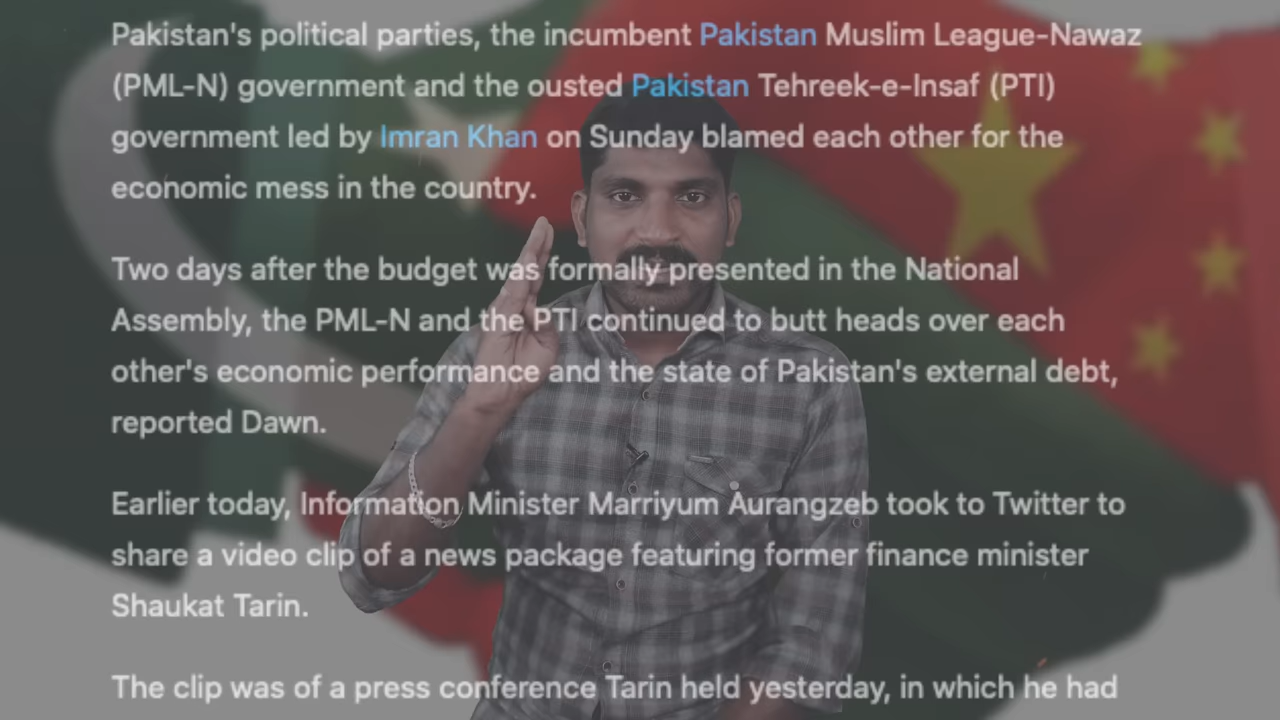 Pakistan's political parties, the incumbent Pakistan Muslim League-Nawaz
(PML-N) government and the ousted Pakistan Tehreek-e-Insaf (PTI)
government led by Imran Khan on Sunday blamed each other for the
economic mess in the country.
Two days after the budget was formally presented in the National
Assembly, the PML-N and the PTI continued to butt heads over each
other's economic performance and the state of Pakistan's external debt,
reported Dawn.
Earlier today, Information Minister Marriyum Aurangzeb took to Twitter to
share a video clip of a news package featuring former finance minister
Shaukat Tarin.
The clip was of a press conference Tarin held yesterday, in which he had